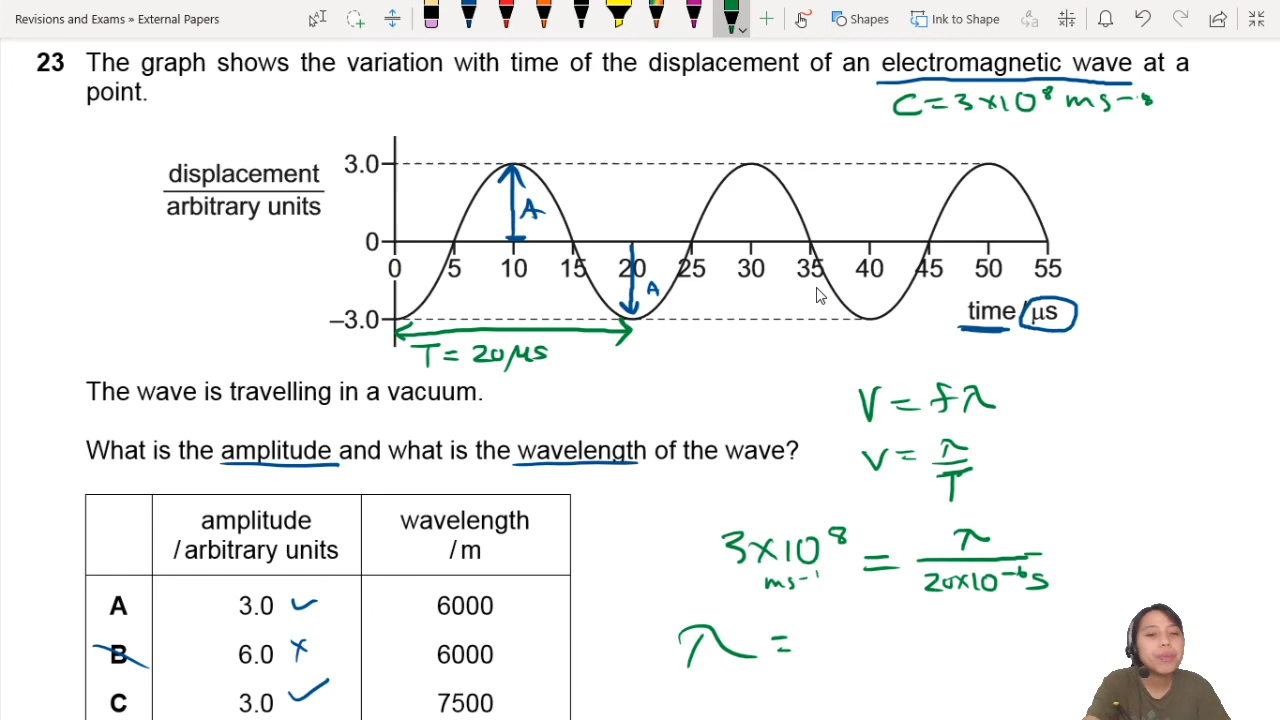 Revisions and Exams » External Papers
Shapes
Ink to Shape
23 The graph shows the variation with time of the displacement of an electromagnetic wave at a
point.
C = 3×10⁸ ms⁻⁸
displacement
arbitrary units
3.0
0
–3.0
A
A
0 5 10 15 20 25 30 35 40 45 50 55
time / μs
T = 20 μs
The wave is travelling in a vacuum.
V = fλ
What is the amplitude and what is the wavelength of the wave?
V = λ/T
amplitude
/ arbitrary units
wavelength
/ m
3×10⁸ ms⁻¹ = λ / 20×10⁻⁶ s
A 3.0 ✓ 6000
λ =
B 6.0 × 6000
C 3.0 ✓ 7500